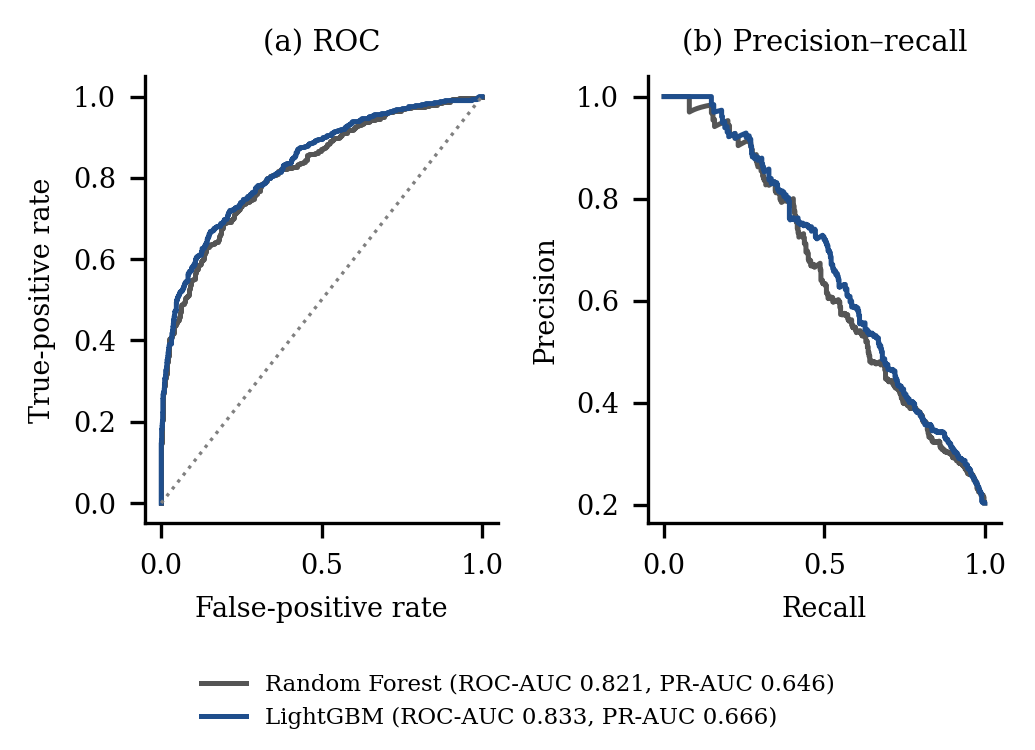 (a) ROC
True-positive rate
1.0
0.8
0.6
0.4
0.2
0.0
0.0 0.5 1.0
False-positive rate
(b) Precision–recall
Precision
1.0
0.8
0.6
0.4
0.2
0.0 0.5 1.0
Recall
Random Forest (ROC-AUC 0.821, PR-AUC 0.646)
LightGBM (ROC-AUC 0.833, PR-AUC 0.666)